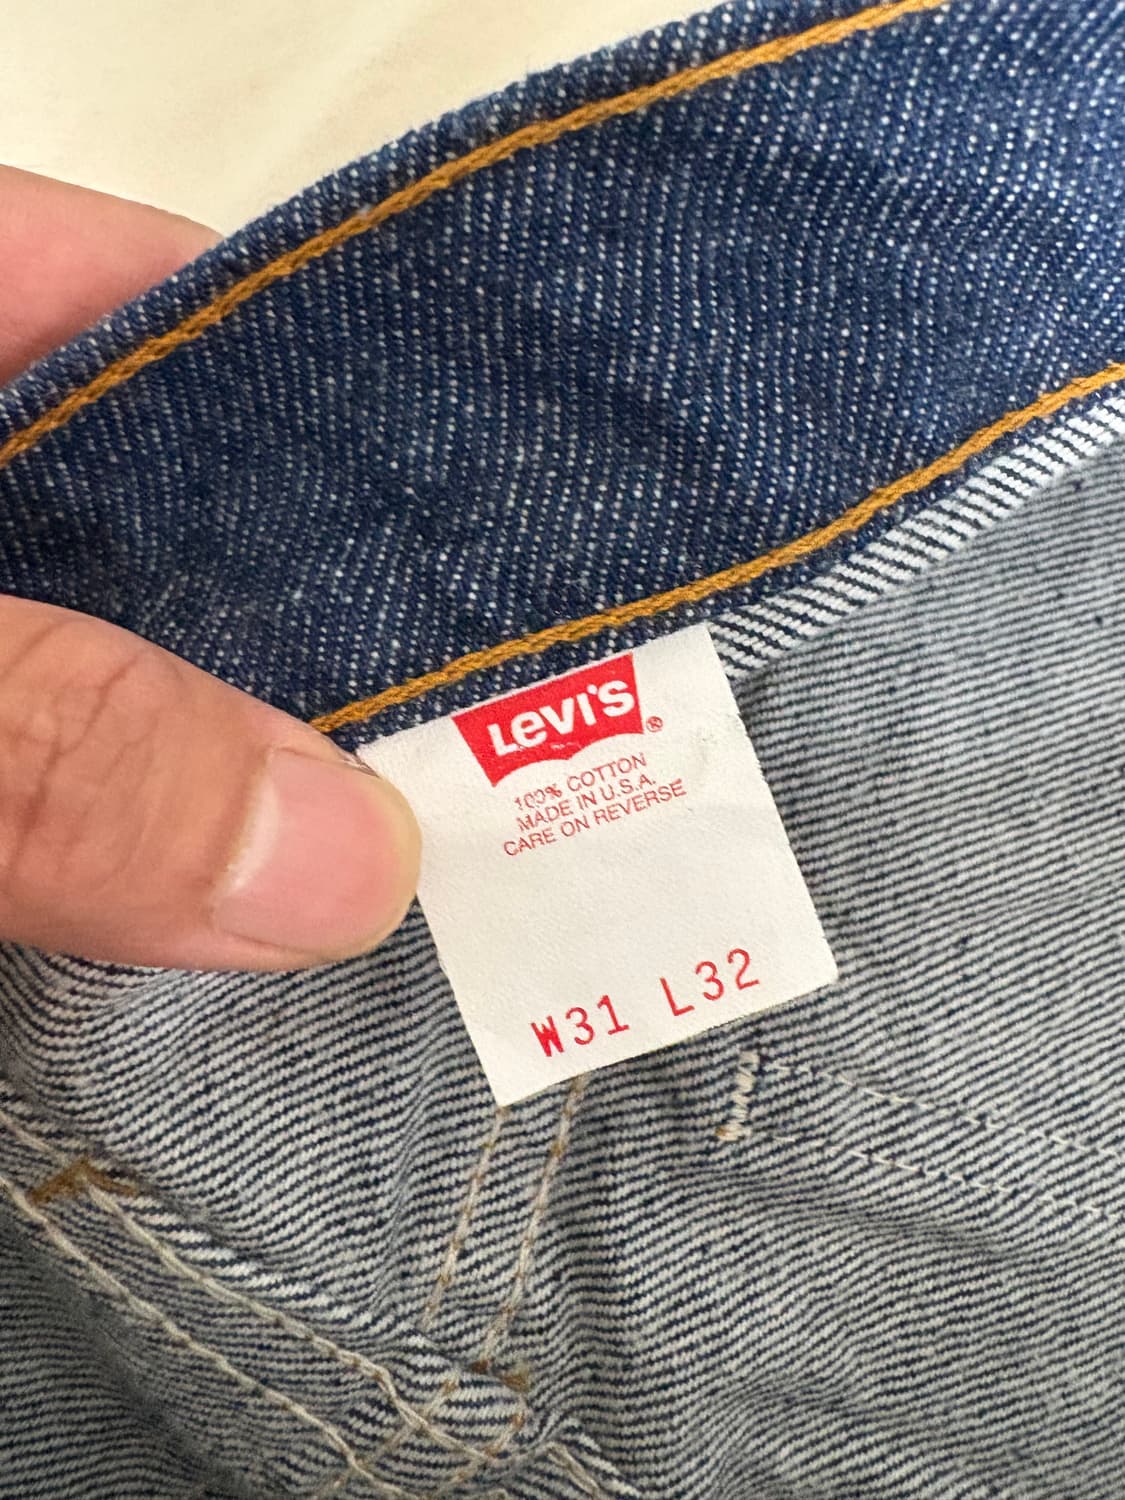 Levi's ®
100% COTTON
MADE IN U.S.A.
CARE ON REVERSE
W31 L32